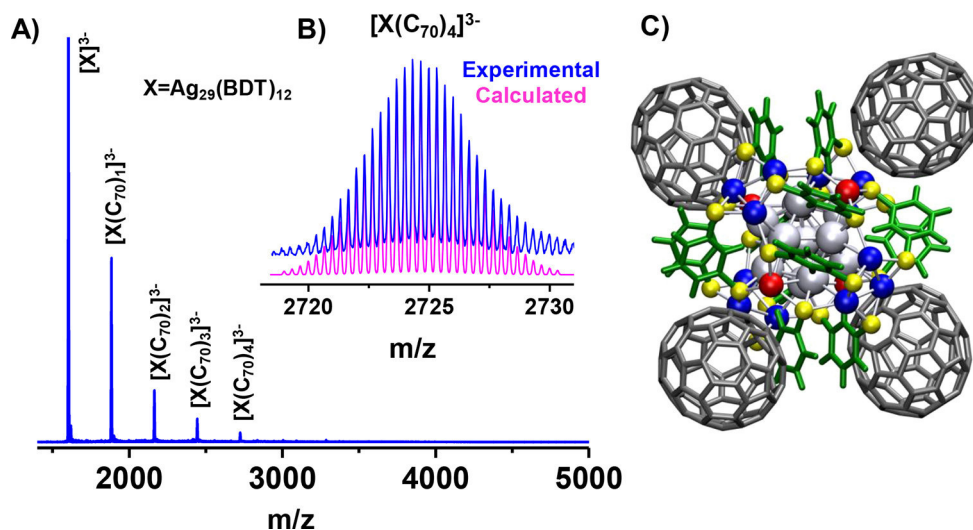 A)
[X]³⁻
X=Ag₂₉(BDT)₁₂
[X(C₇₀)₁]³⁻
[X(C₇₀)₂]³⁻
[X(C₇₀)₃]³⁻
[X(C₇₀)₄]³⁻
2000 3000 4000 5000
m/z
B)
[X(C₇₀)₄]³⁻
Experimental
Calculated
2720 2725 2730
m/z
C)